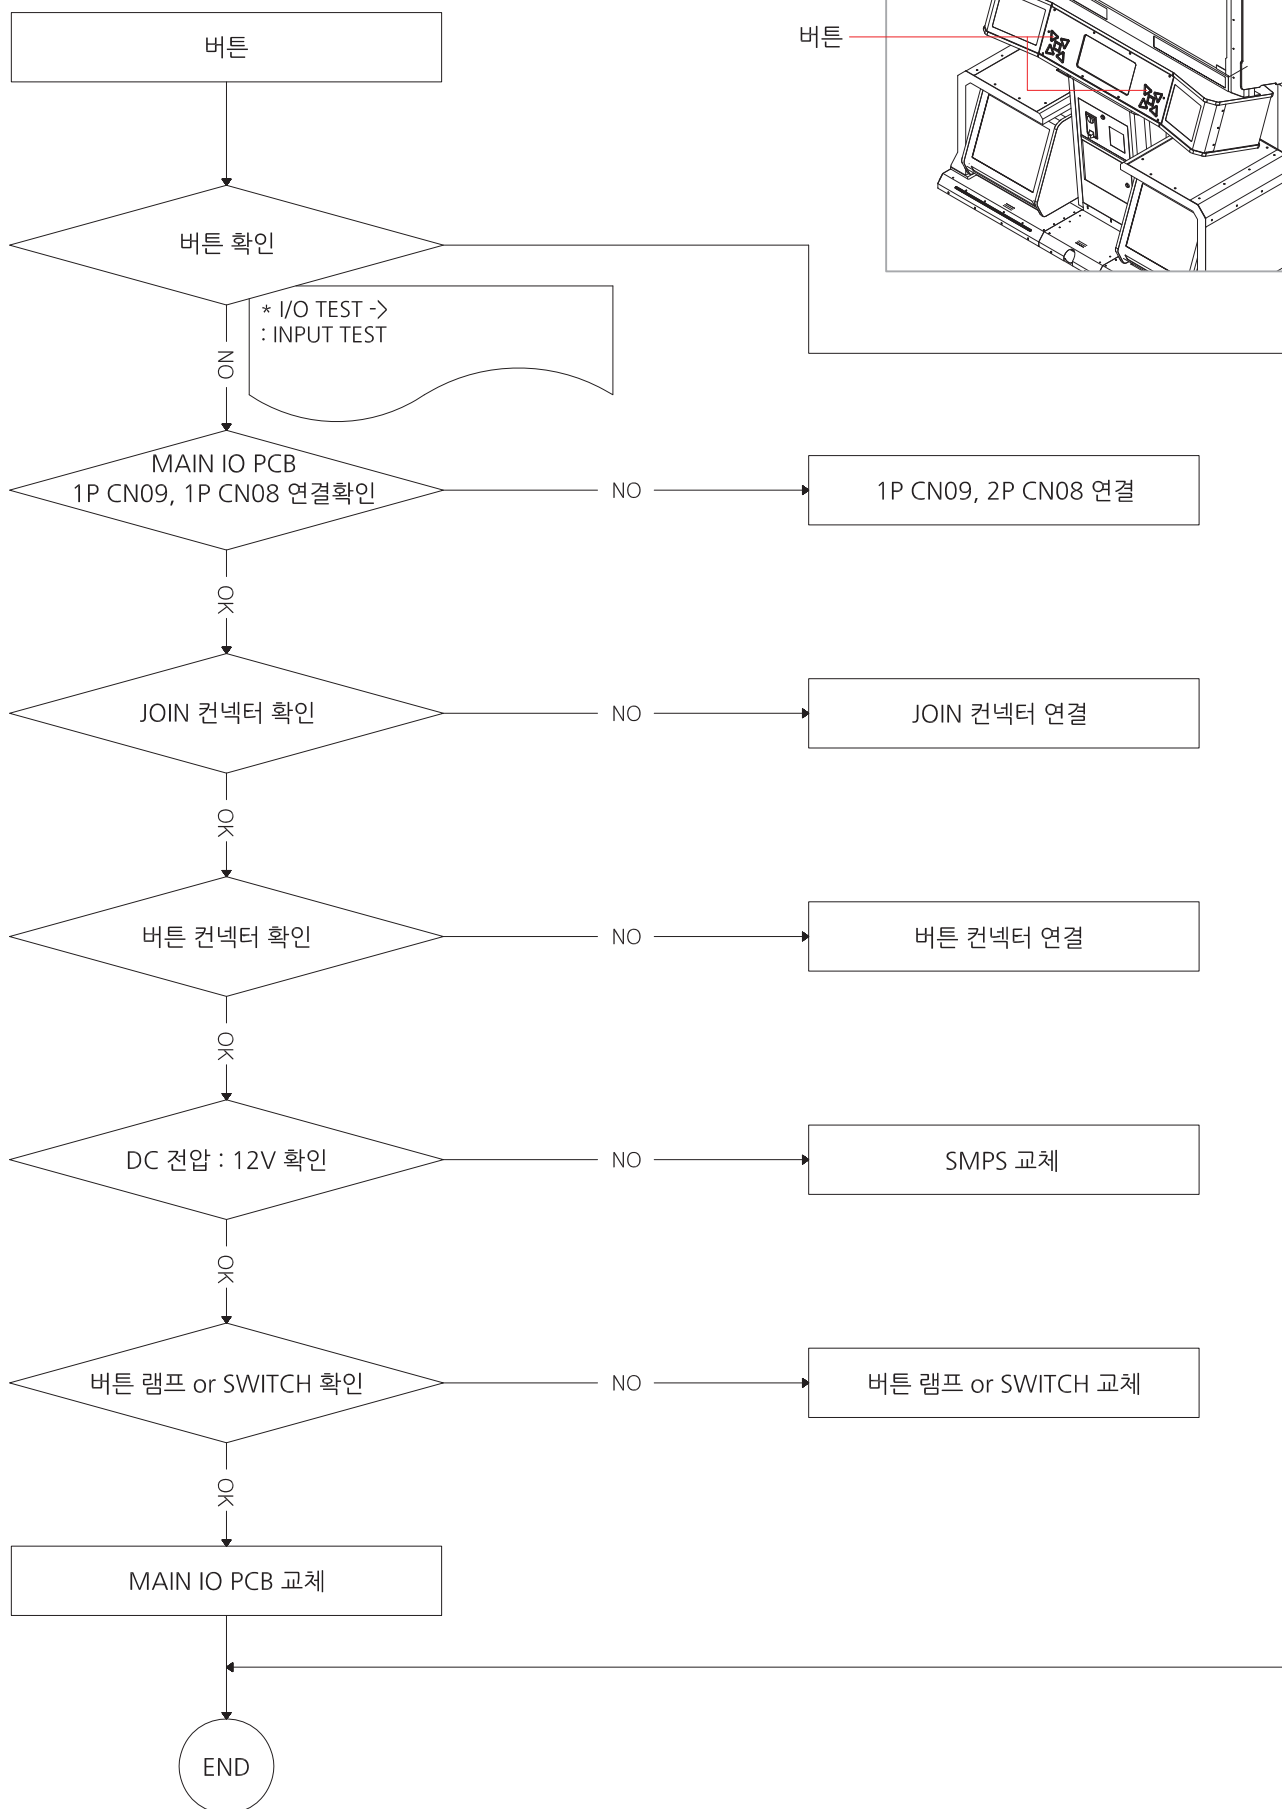 버튼
버튼
버튼 확인
* I/O TEST ->
: INPUT TEST
NO
MAIN IO PCB
1P CN09, 1P CN08 연결확인
NO
1P CN09, 2P CN08 연결
OK
JOIN 컨넥터 확인
NO
JOIN 컨넥터 연결
OK
버튼 컨넥터 확인
NO
버튼 컨넥터 연결
OK
DC 전압 : 12V 확인
NO
SMPS 교체
OK
버튼 램프 or SWITCH 확인
NO
버튼 램프 or SWITCH 교체
OK
MAIN IO PCB 교체
END